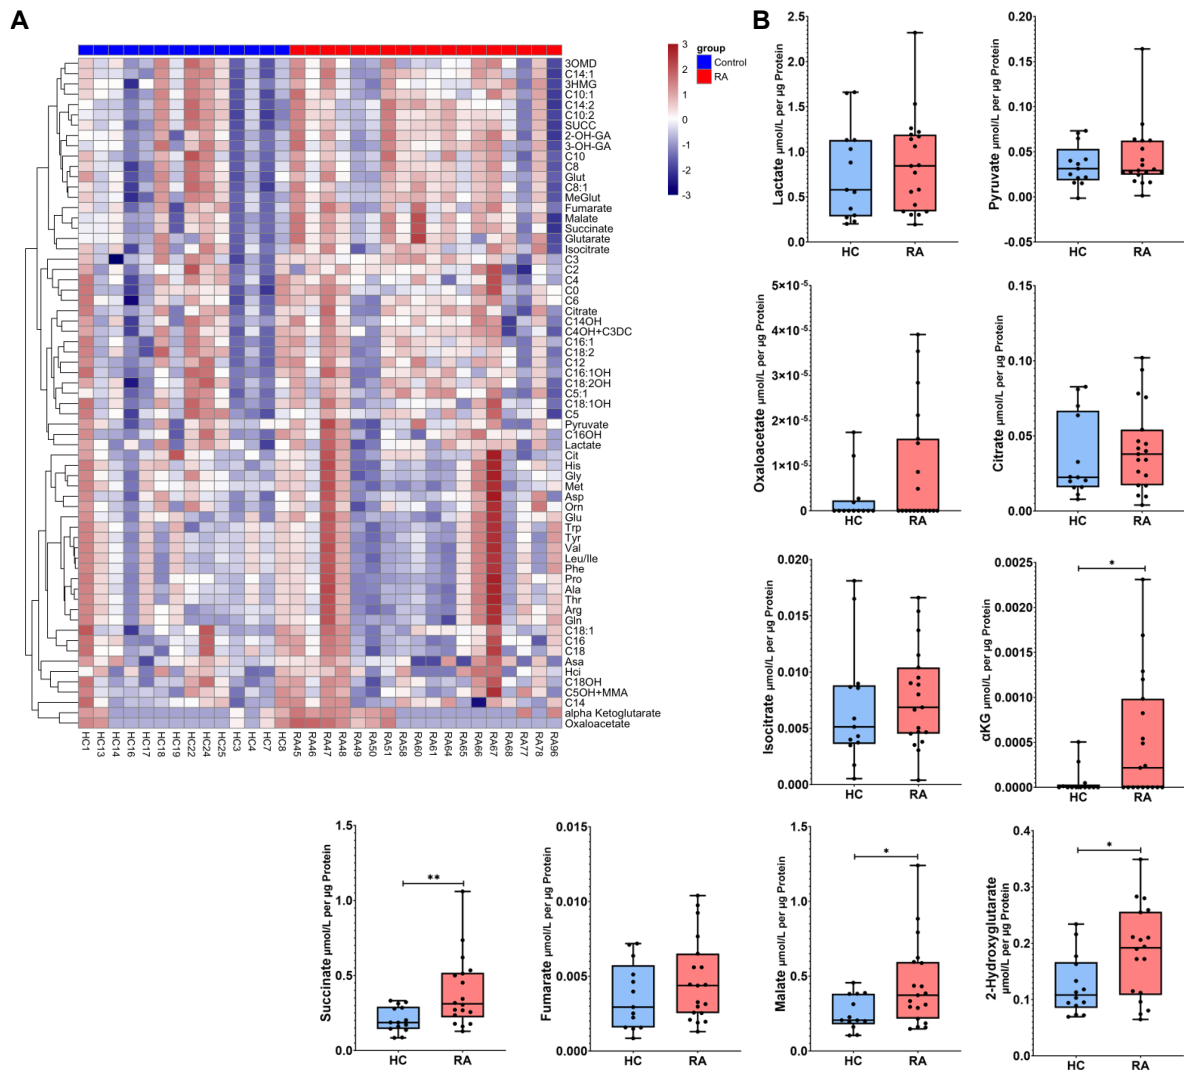 A
3
2
1
0
-1
-2
-3
group
Control
RA
3OMD
C14:1
3HMG
C10:1
C14:2
C10:2
SUCC
2-OH-GA
3-OH-GA
C10
C8
Glut
C8:1
MeGlut
Fumarate
Malate
Succinate
Glutarate
Isocitrate
C3
C2
C4
C0
C6
Citrate
C14OH
C4OH+C3DC
C16:1
C18:2
C12
C16:1OH
C18:2OH
C5:1
C18:1OH
C5
Pyruvate
C16OH
Lactate
Cit
His
Gly
Met
Asp
Orn
Glu
Trp
Tyr
Val
Leu/Ile
Phe
Pro
Ala
Thr
Arg
Gln
C18:1
C16
C18
Asa
Hci
C18OH
C5OH+MMA
C14
alpha Ketoglutarate
Oxaloacetate
HC1
HC13
HC14
HC16
HC17
HC18
HC19
HC22
HC24
HC25
HC3
HC4
HC7
HC8
RA45
RA46
RA47
RA48
RA49
RA50
RA51
RA58
RA60
RA61
RA64
RA65
RA66
RA67
RA68
RA77
RA78
RA96
B
Lactate µmol/L per µg Protein
2.5
2.0
1.5
1.0
0.5
0.0
HC RA
Pyruvate µmol/L per µg Protein
0.20
0.15
0.10
0.05
0.00
-0.05
HC RA
Oxaloacetate µmol/L per µg Protein
5×10-5
4×10-5
3×10-5
2×10-5
1×10-5
0
HC RA
Citrate µmol/L per µg Protein
0.15
0.10
0.05
0.00
HC RA
Isocitrate µmol/L per µg Protein
0.020
0.015
0.010
0.005
0.000
HC RA
αKG µmol/L per µg Protein
0.0025
0.0020
0.0015
0.0010
0.0005
0.0000
*
HC RA
Succinate µmol/L per µg Protein
1.5
1.0
0.5
0.0
**
HC RA
Fumarate µmol/L per µg Protein
0.015
0.010
0.005
0.000
HC RA
Malate µmol/L per µg Protein
1.5
1.0
0.5
0.0
*
HC RA
2-Hydroxyglutarate
µmol/L per µg Protein
0.4
0.3
0.2
0.1
0.0
*
HC RA